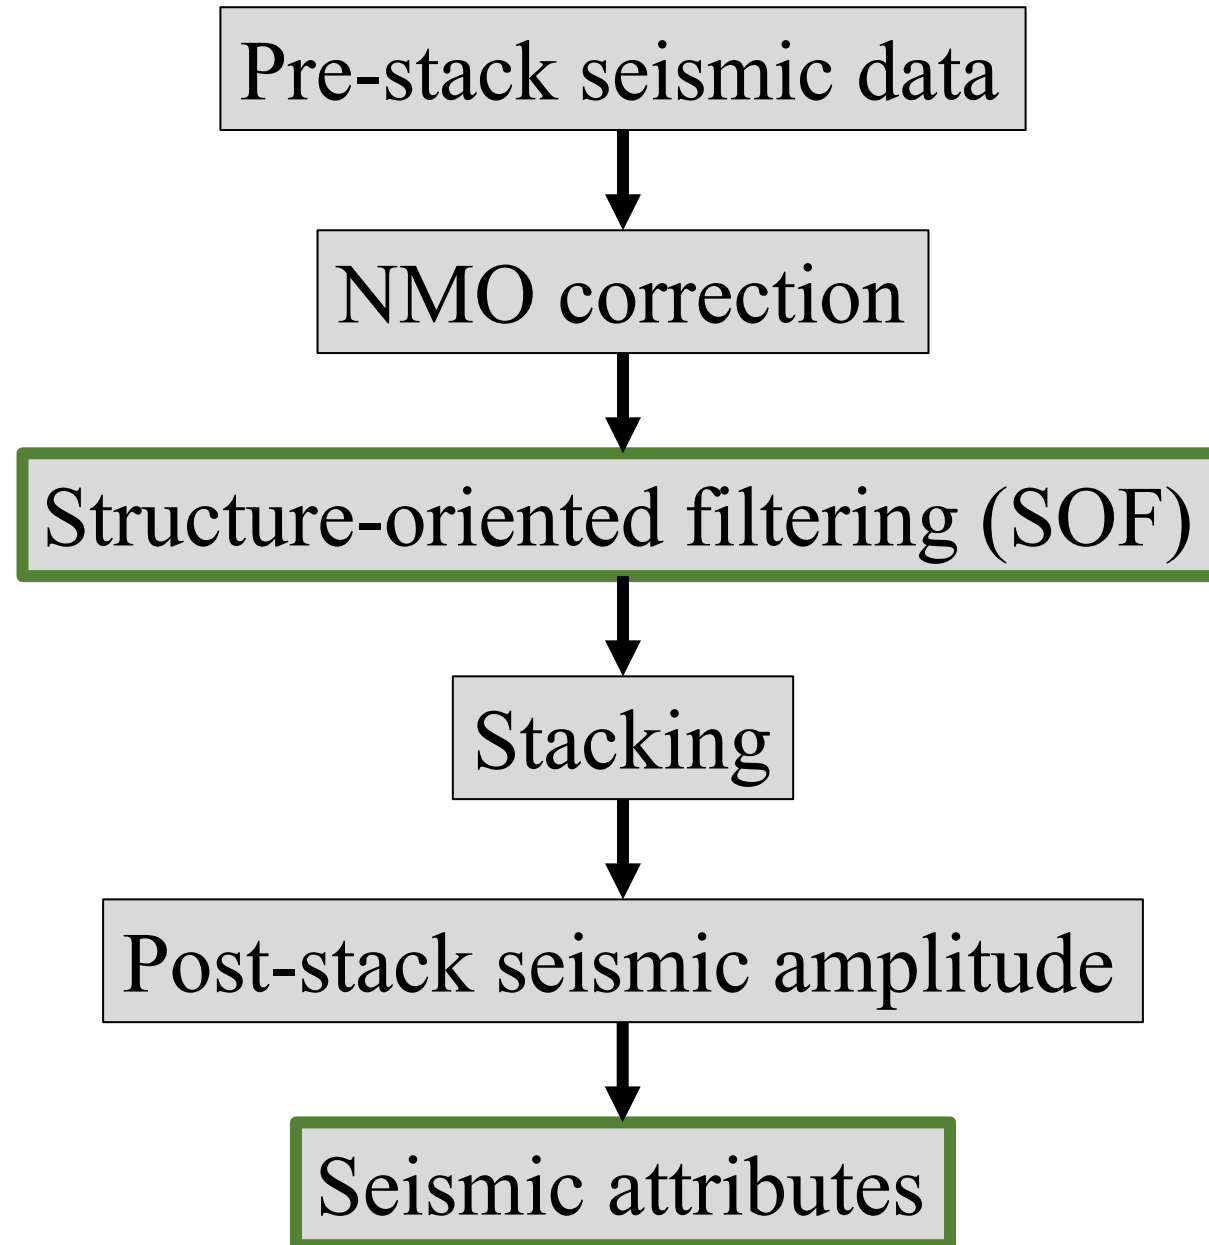 Pre-stack seismic data
NMO correction
Structure-oriented filtering (SOF)
Stacking
Post-stack seismic amplitude
Seismic attributes